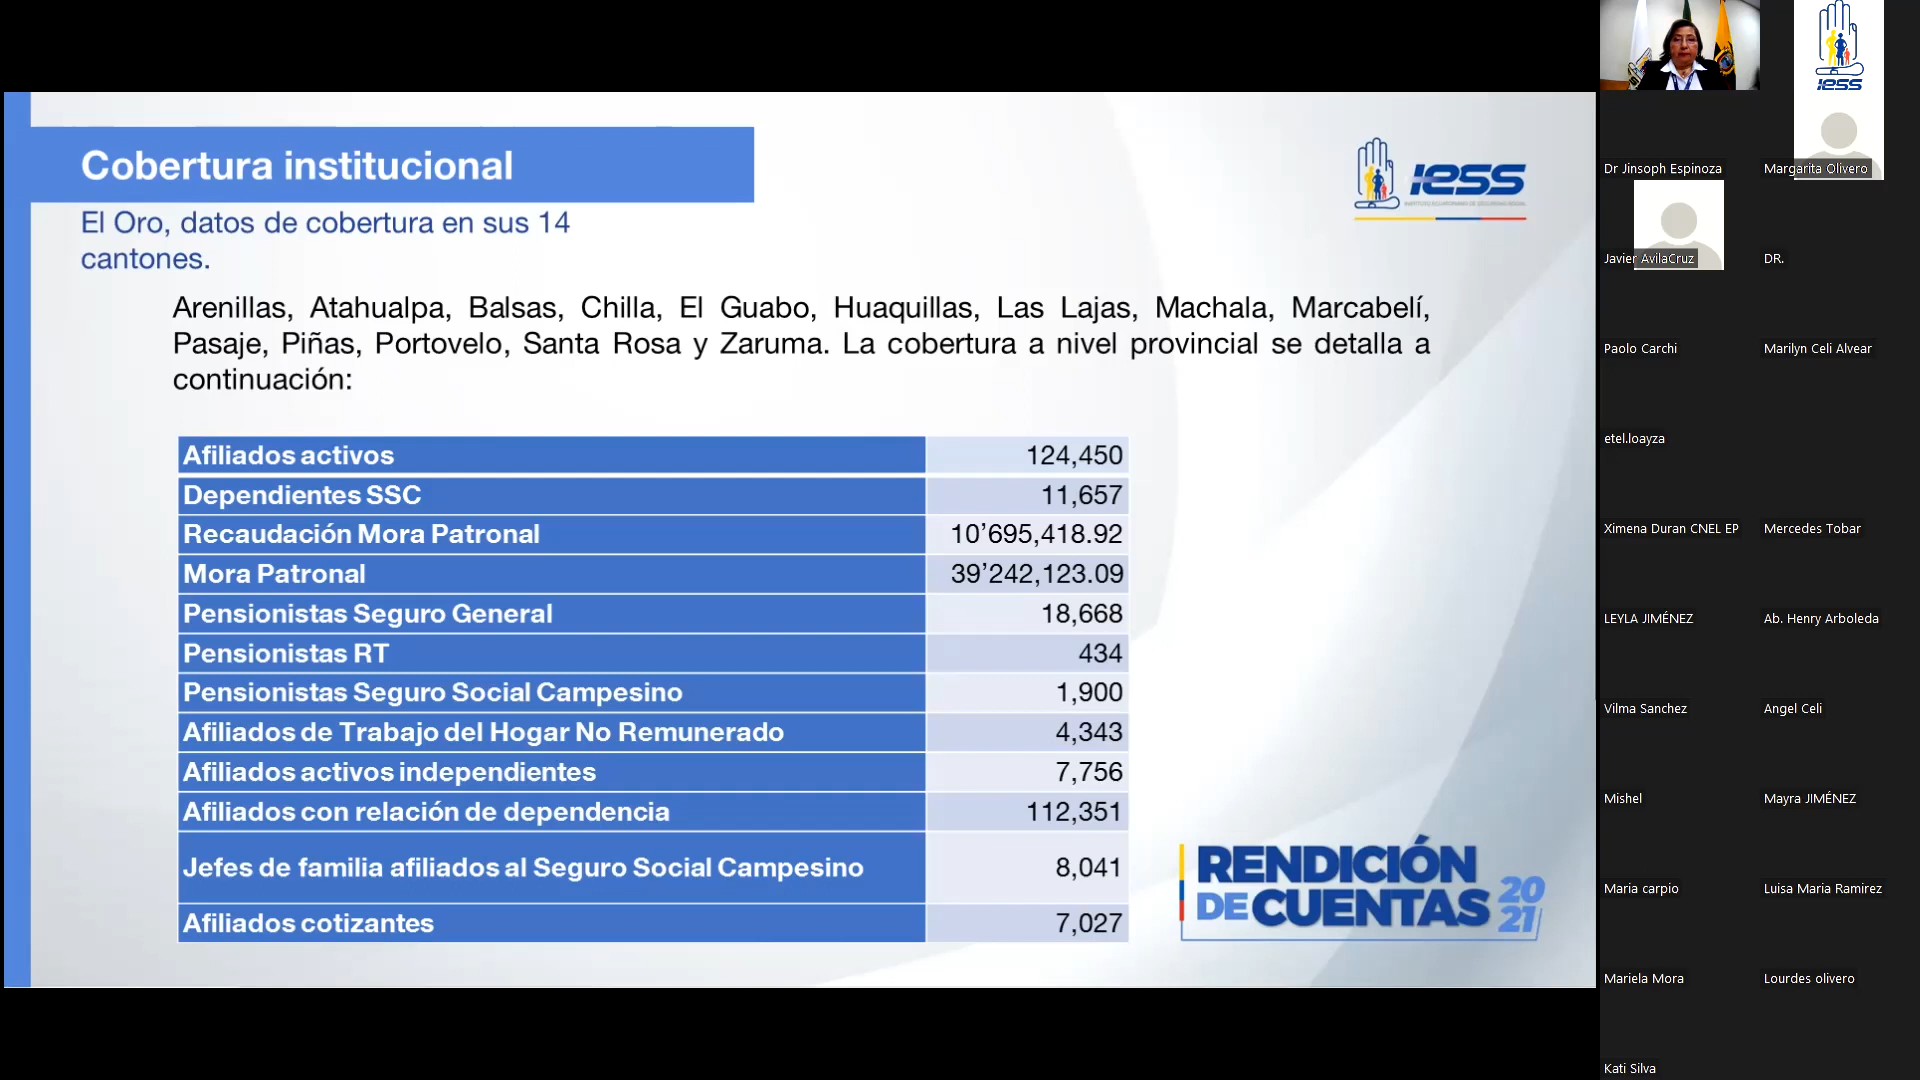 Cobertura institucional
El Oro, datos de cobertura en sus 14
cantones.
IESS
Arenillas, Atahualpa, Balsas, Chilla, El Guabo, Huaquillas, Las Lajas, Machala, Marcabelí,
Pasaje, Piñas, Portovelo, Santa Rosa y Zaruma. La cobertura a nivel provincial se detalla a
continuación:
Afiliados activos 124,450
Dependientes SSC 11,657
Recaudación Mora Patronal 10’695,418.92
Mora Patronal 39’242,123.09
Pensionistas Seguro General 18,668
Pensionistas RT 434
Pensionistas Seguro Social Campesino 1,900
Afiliados de Trabajo del Hogar No Remunerado 4,343
Afiliados activos independientes 7,756
Afiliados con relación de dependencia 112,351
Jefes de familia afiliados al Seguro Social Campesino 8,041
Afiliados cotizantes 7,027
RENDICIÓN
DE CUENTAS 2021
IESS
Dr Jinsoph Espinoza
Margarita Olivero
Javier AvilaCruz
DR.
Paolo Carchi
Marilyn Celi Alvear
etel.loayza
Ximena Duran CNEL EP
Mercedes Tobar
LEYLA JIMÉNEZ
Ab. Henry Arboleda
Vilma Sanchez
Angel Celi
Mishel
Mayra JIMÉNEZ
Maria carpio
Luisa Maria Ramirez
Mariela Mora
Lourdes olivero
Kati Silva